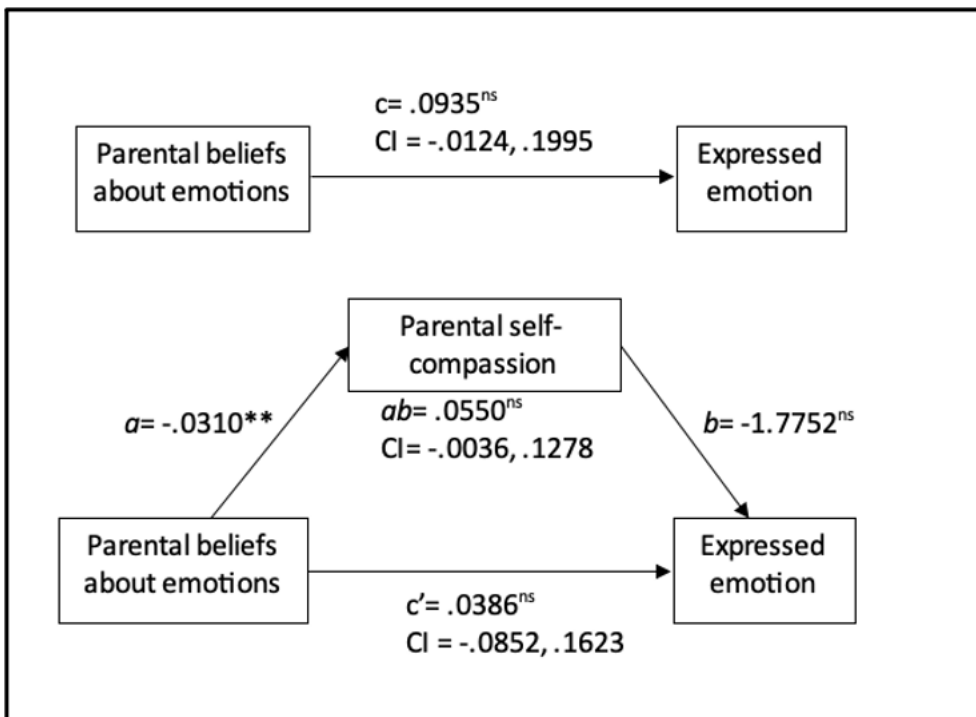 c= .0935ns
CI = -.0124, .1995
Parental beliefs
about emotions
Expressed
emotion
Parental self-
compassion
a= -.0310**
ab= .0550ns
CI= -.0036, .1278
b= -1.7752ns
Parental beliefs
about emotions
Expressed
emotion
c’= .0386ns
CI = -.0852, .1623